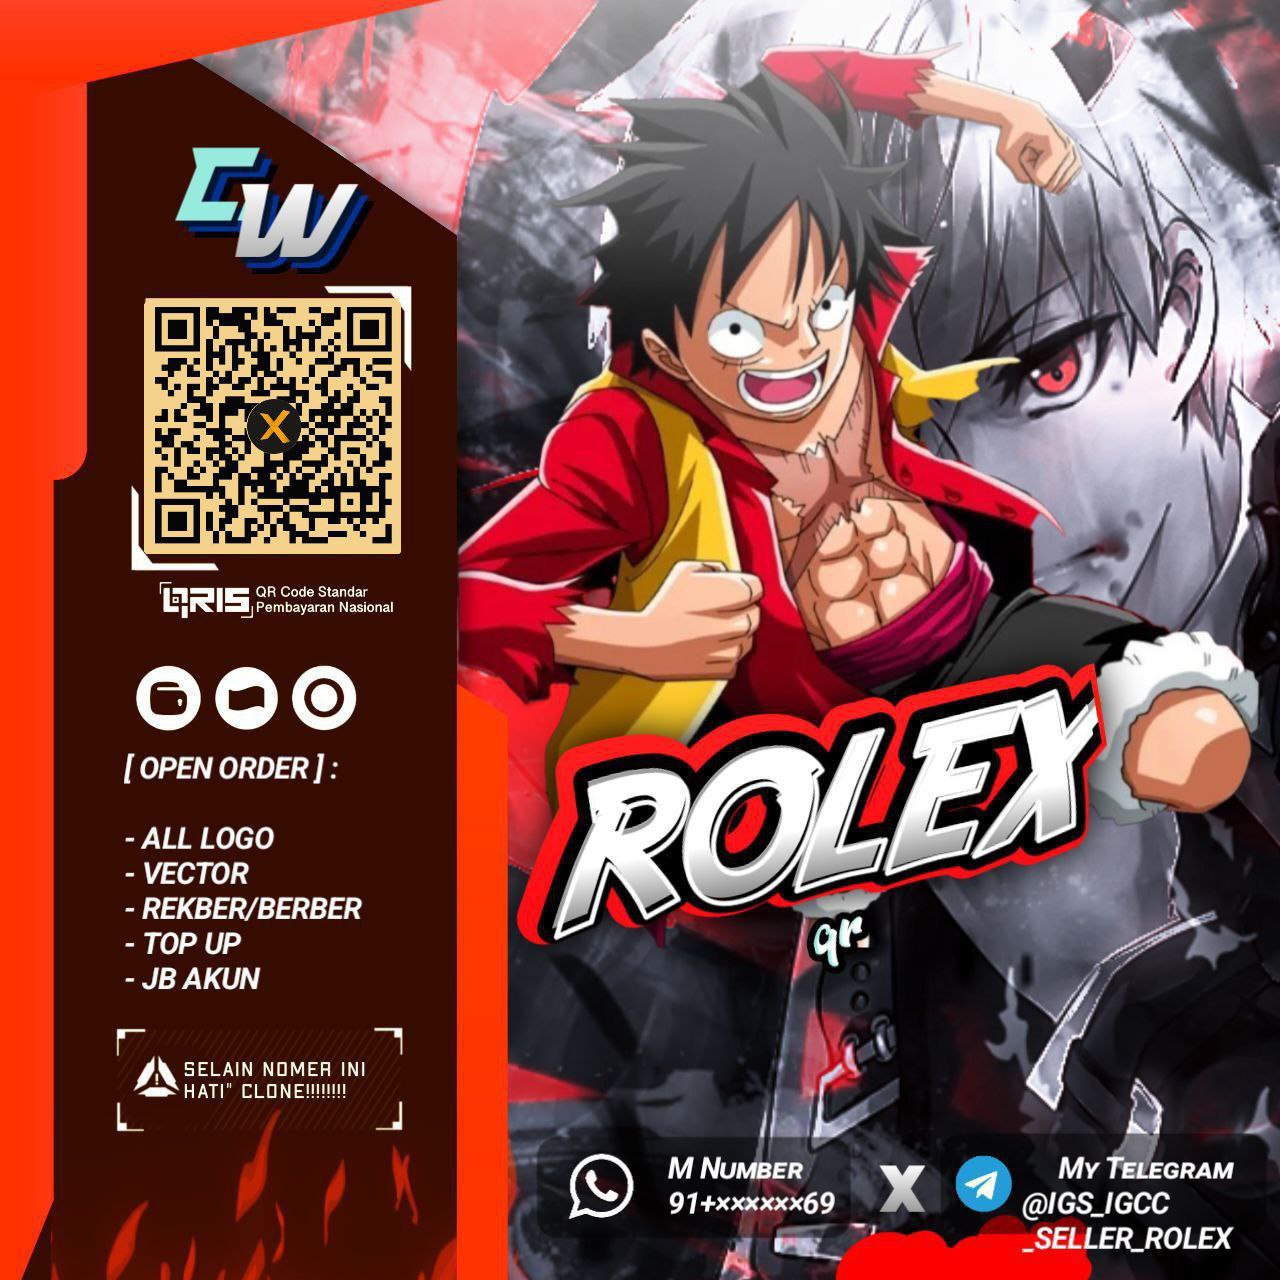 CW
X
QRIS QR Code Standar
Pembayaran Nasional
[ OPEN ORDER ] :
- ALL LOGO
- VECTOR
- REKBER/BERBER
- TOP UP
- JB AKUN
SELAIN NOMER INI
HATI" CLONE!!!!!!!!
ROLEX
qr
M NUMBER
91+××××××69
X
MY TELEGRAM
@IGS_IGCC
_SELLER_ROLEX